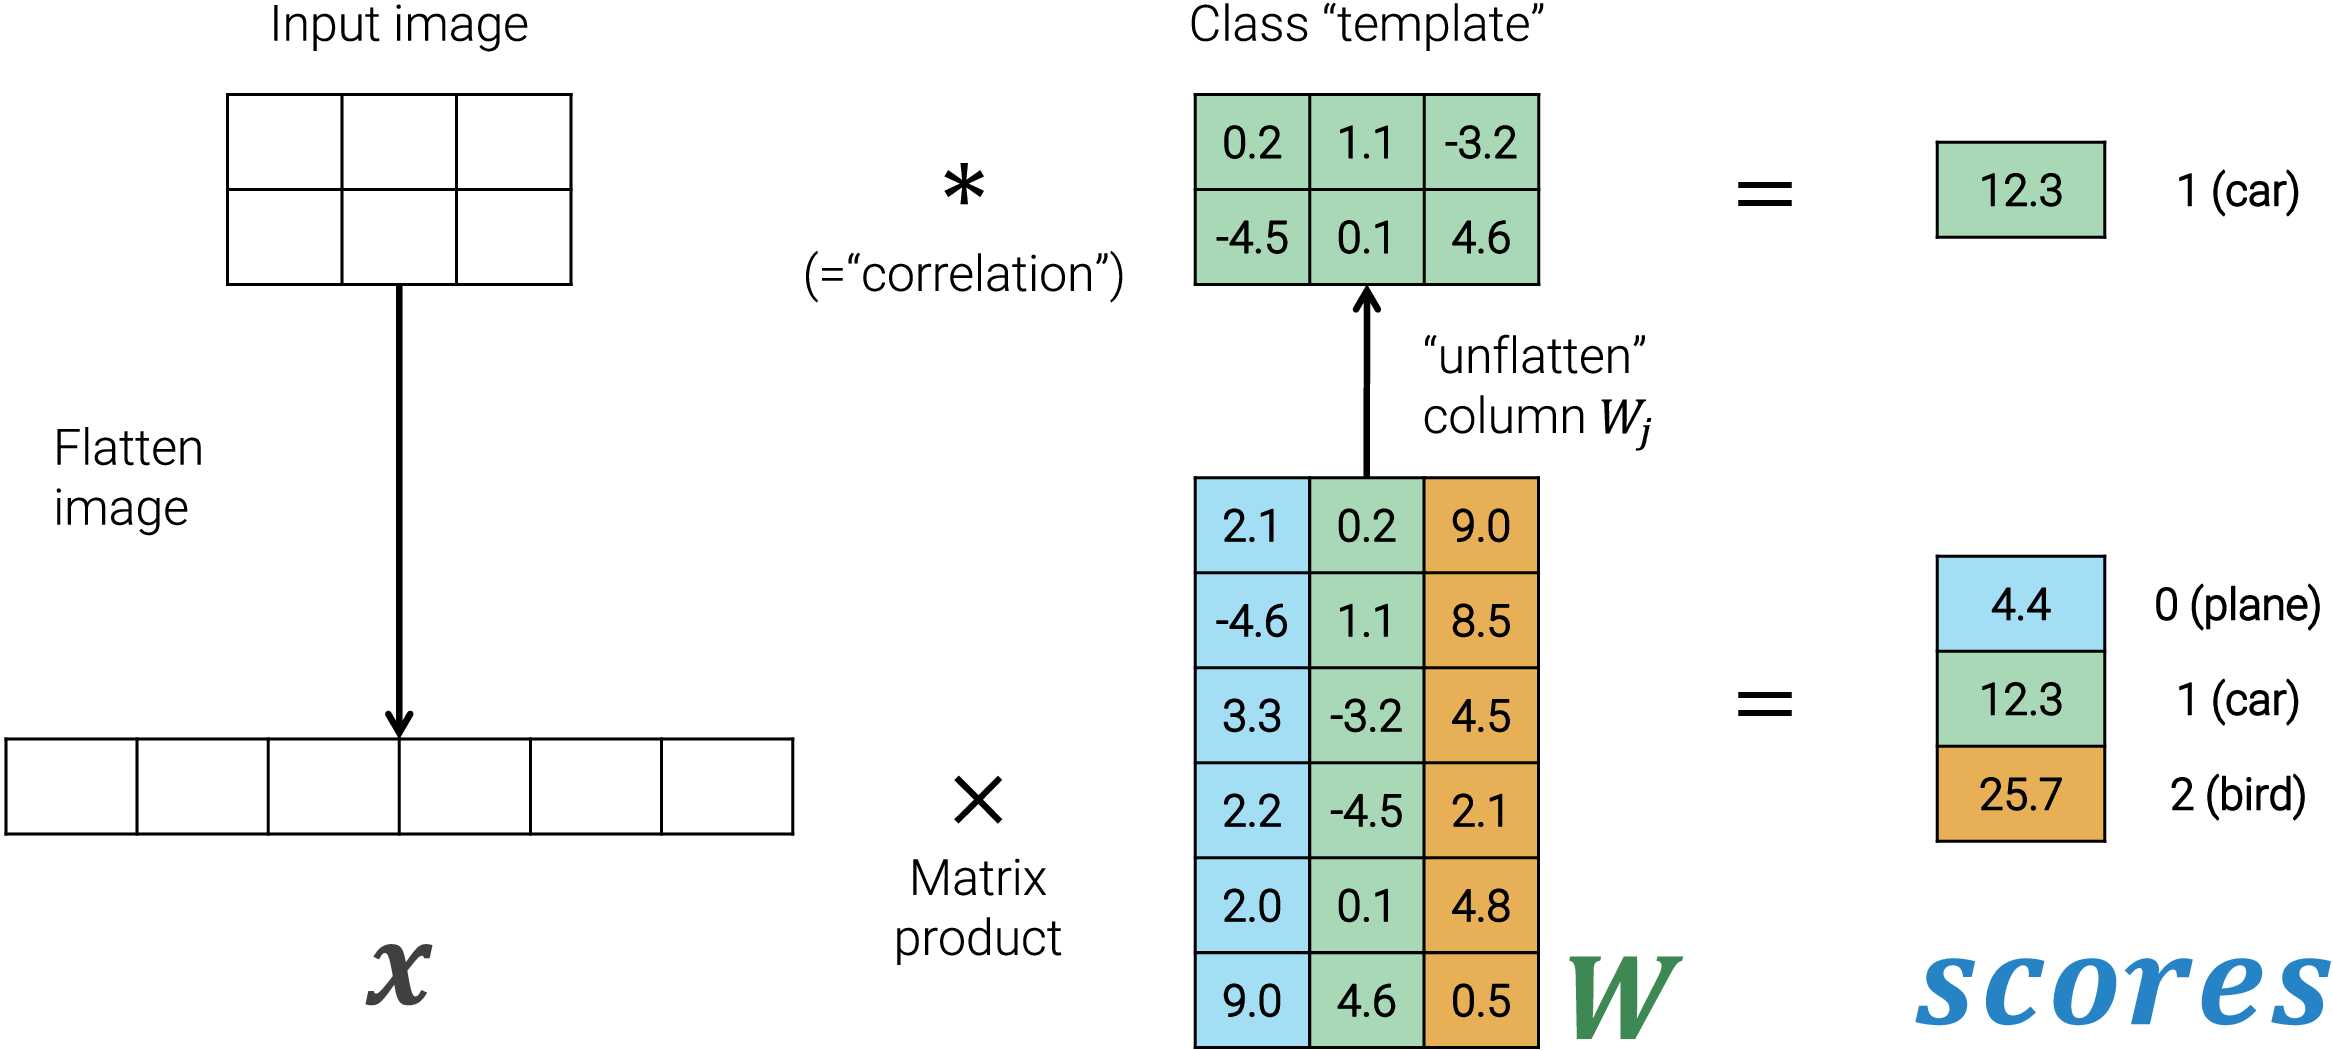 Input image
Class “template”
0.2 1.1 -3.2
-4.5 0.1 4.6
*
(=“correlation”)
=
12.3
1 (car)
“unflatten”
column Wj
Flatten
image
2.1 0.2 9.0
-4.6 1.1 8.5
3.3 -3.2 4.5
2.2 -4.5 2.1
2.0 0.1 4.8
9.0 4.6 0.5
×
Matrix
product
=
4.4 0 (plane)
12.3 1 (car)
25.7 2 (bird)
x
W
scores